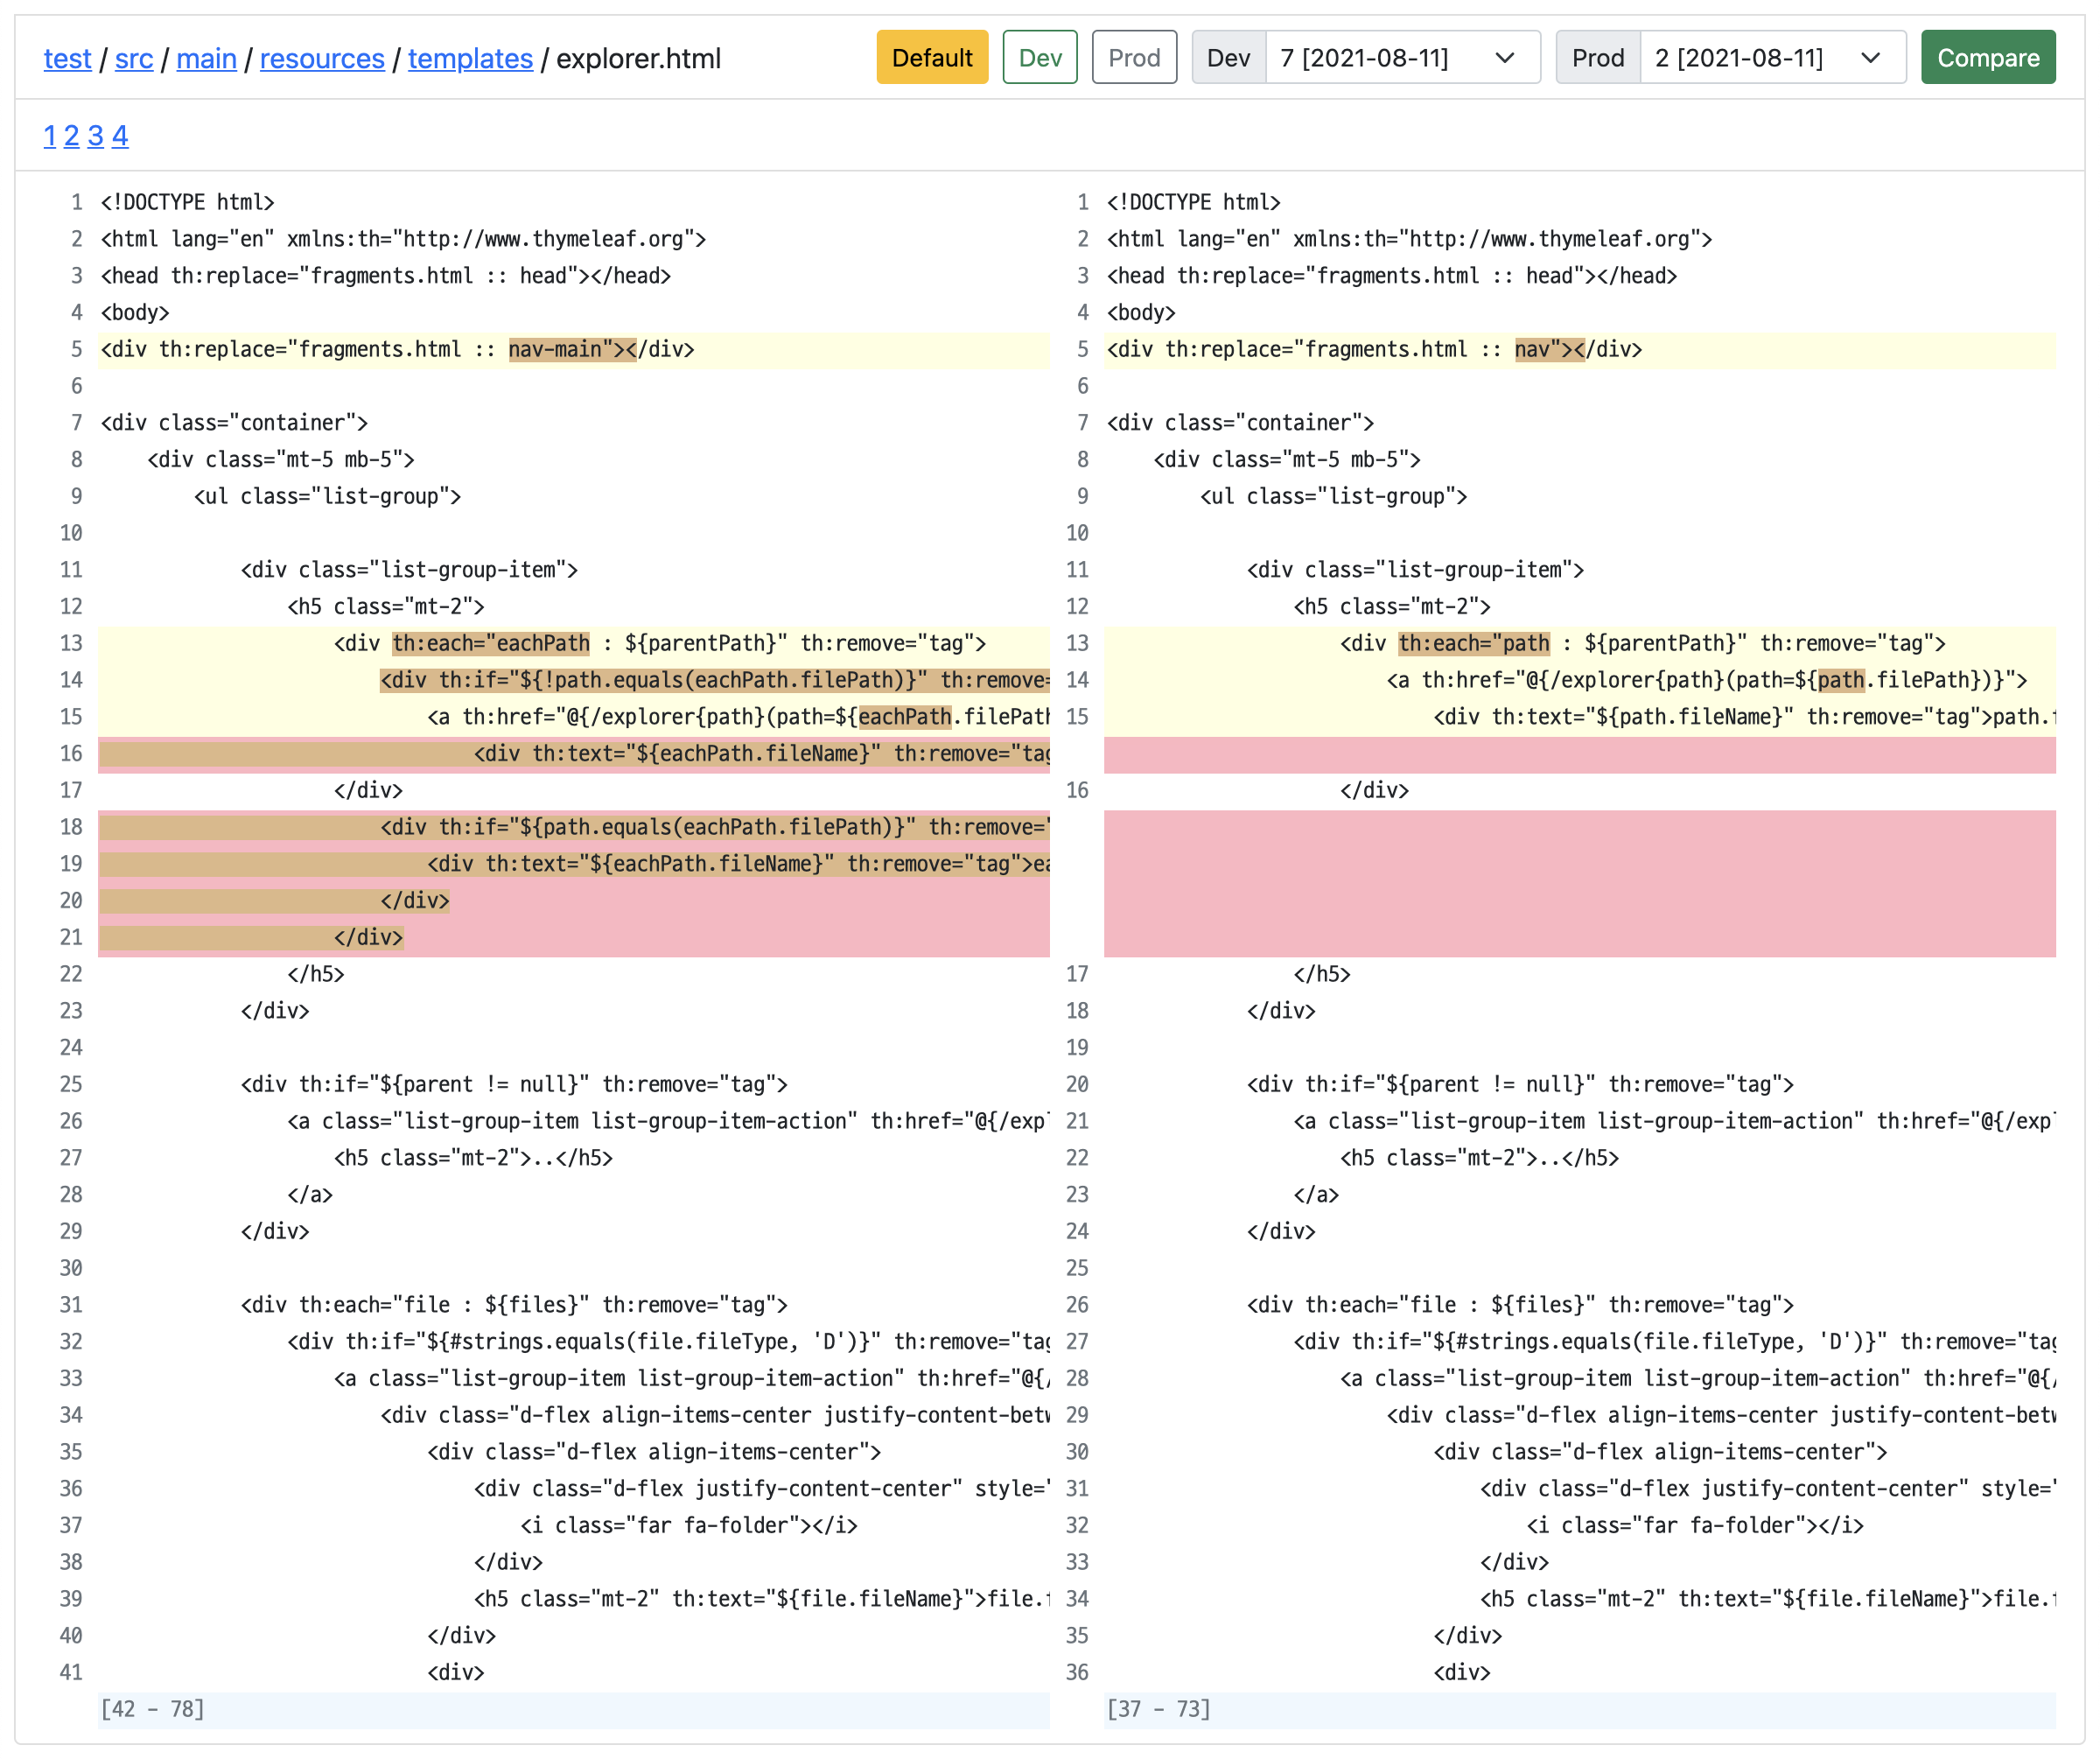 test / src / main / resources / templates / explorer.html Default Dev Prod Dev 7 [2021-08-11] Prod 2 [2021-08-11] Compare
1 2 3 4
1 <!DOCTYPE html>
2 <html lang="en" xmlns:th="http://www.thymeleaf.org">
3 <head th:replace="fragments.html :: head"></head>
4 <body>
5 <div th:replace="fragments.html :: nav-main"></div>
6
7 <div class="container">
8 <div class="mt-5 mb-5">
9 <ul class="list-group">
10
11 <div class="list-group-item">
12 <h5 class="mt-2">
13 <div th:each="eachPath : ${parentPath}" th:remove="tag">
14 <div th:if="${!path.equals(eachPath.filePath)}" th:remove=
15 <a th:href="@{/explorer{path}(path=${eachPath.filePath
16 <div th:text="${eachPath.fileName}" th:remove="tag
17 </div>
18 <div th:if="${path.equals(eachPath.filePath)}" th:remove="
19 <div th:text="${eachPath.fileName}" th:remove="tag">ea
20 </div>
21 </div>
22 </h5>
23 </div>
24
25 <div th:if="${parent != null}" th:remove="tag">
26 <a class="list-group-item list-group-item-action" th:href="@{/expl
27 <h5 class="mt-2">..</h5>
28 </a>
29 </div>
30
31 <div th:each="file : ${files}" th:remove="tag">
32 <div th:if="${#strings.equals(file.fileType, 'D')}" th:remove="tag
33 <a class="list-group-item list-group-item-action" th:href="@{/
34 <div class="d-flex align-items-center justify-content-betw
35 <div class="d-flex align-items-center">
36 <div class="d-flex justify-content-center" style="
37 <i class="far fa-folder"></i>
38 </div>
39 <h5 class="mt-2" th:text="${file.fileName}">file.f
40 </div>
41 <div>
[42 - 78]
1 <!DOCTYPE html>
2 <html lang="en" xmlns:th="http://www.thymeleaf.org">
3 <head th:replace="fragments.html :: head"></head>
4 <body>
5 <div th:replace="fragments.html :: nav"></div>
6
7 <div class="container">
8 <div class="mt-5 mb-5">
9 <ul class="list-group">
10
11 <div class="list-group-item">
12 <h5 class="mt-2">
13 <div th:each="path : ${parentPath}" th:remove="tag">
14 <a th:href="@{/explorer{path}(path=${path.filePath})}">
15 <div th:text="${path.fileName}" th:remove="tag">path.f
16 </div>
17 </h5>
18 </div>
19
20 <div th:if="${parent != null}" th:remove="tag">
21 <a class="list-group-item list-group-item-action" th:href="@{/expl
22 <h5 class="mt-2">..</h5>
23 </a>
24 </div>
25
26 <div th:each="file : ${files}" th:remove="tag">
27 <div th:if="${#strings.equals(file.fileType, 'D')}" th:remove="tag
28 <a class="list-group-item list-group-item-action" th:href="@{/
29 <div class="d-flex align-items-center justify-content-betw
30 <div class="d-flex align-items-center">
31 <div class="d-flex justify-content-center" style="
32 <i class="far fa-folder"></i>
33 </div>
34 <h5 class="mt-2" th:text="${file.fileName}">file.f
35 </div>
36 <div>
[37 - 73]